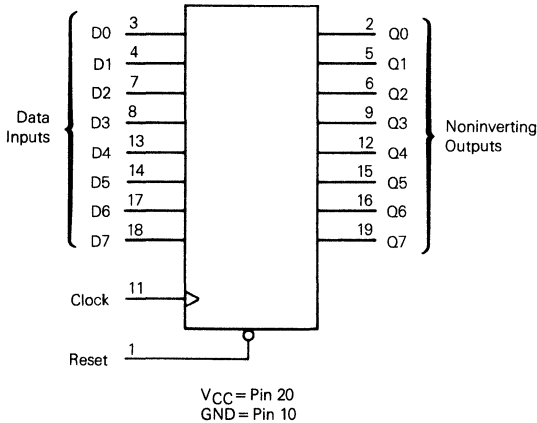 D0 3 2 Q0
D1 4 5 Q1
D2 7 6 Q2
Data Inputs
D3 8 9 Q3
Noninverting Outputs
D4 13 12 Q4
D5 14 15 Q5
D6 17 16 Q6
D7 18 19 Q7
Clock 11
Reset 1
VCC = Pin 20
GND = Pin 10